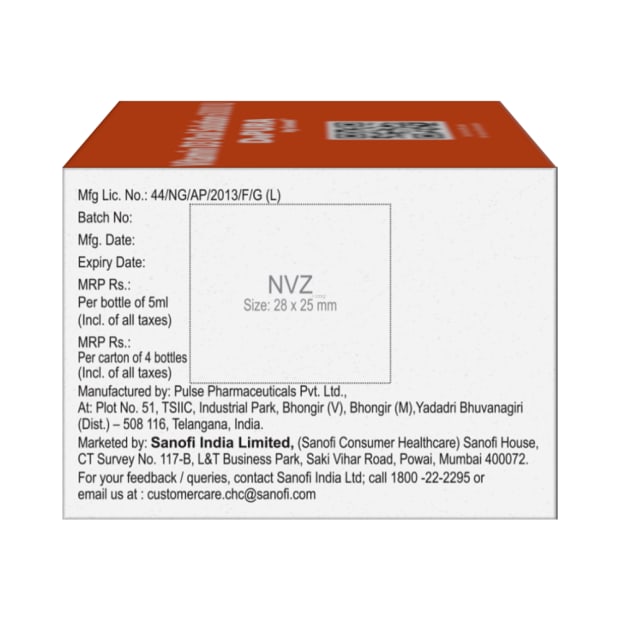 DePURA
Mfg Lic. No.: 44/NG/AP/2013/F/G (L)
Batch No:
Mfg. Date:
Expiry Date:
MRP Rs.:
Per bottle of 5ml
(Incl. of all taxes)
MRP Rs.:
Per carton of 4 bottles
(Incl. of all taxes)
NVZ
Size: 28 x 25 mm
Manufactured by: Pulse Pharmaceuticals Pvt. Ltd.,
At: Plot No. 51, TSIIC, Industrial Park, Bhongir (V), Bhongir (M),Yadadri Bhuvanagiri
(Dist.) – 508 116, Telangana, India.
Marketed by: Sanofi India Limited, (Sanofi Consumer Healthcare) Sanofi House,
CT Survey No. 117-B, L&T Business Park, Saki Vihar Road, Powai, Mumbai 400072.
For your feedback / queries, contact Sanofi India Ltd; call 1800 -22-2295 or
email us at : customercare.chc@sanofi.com